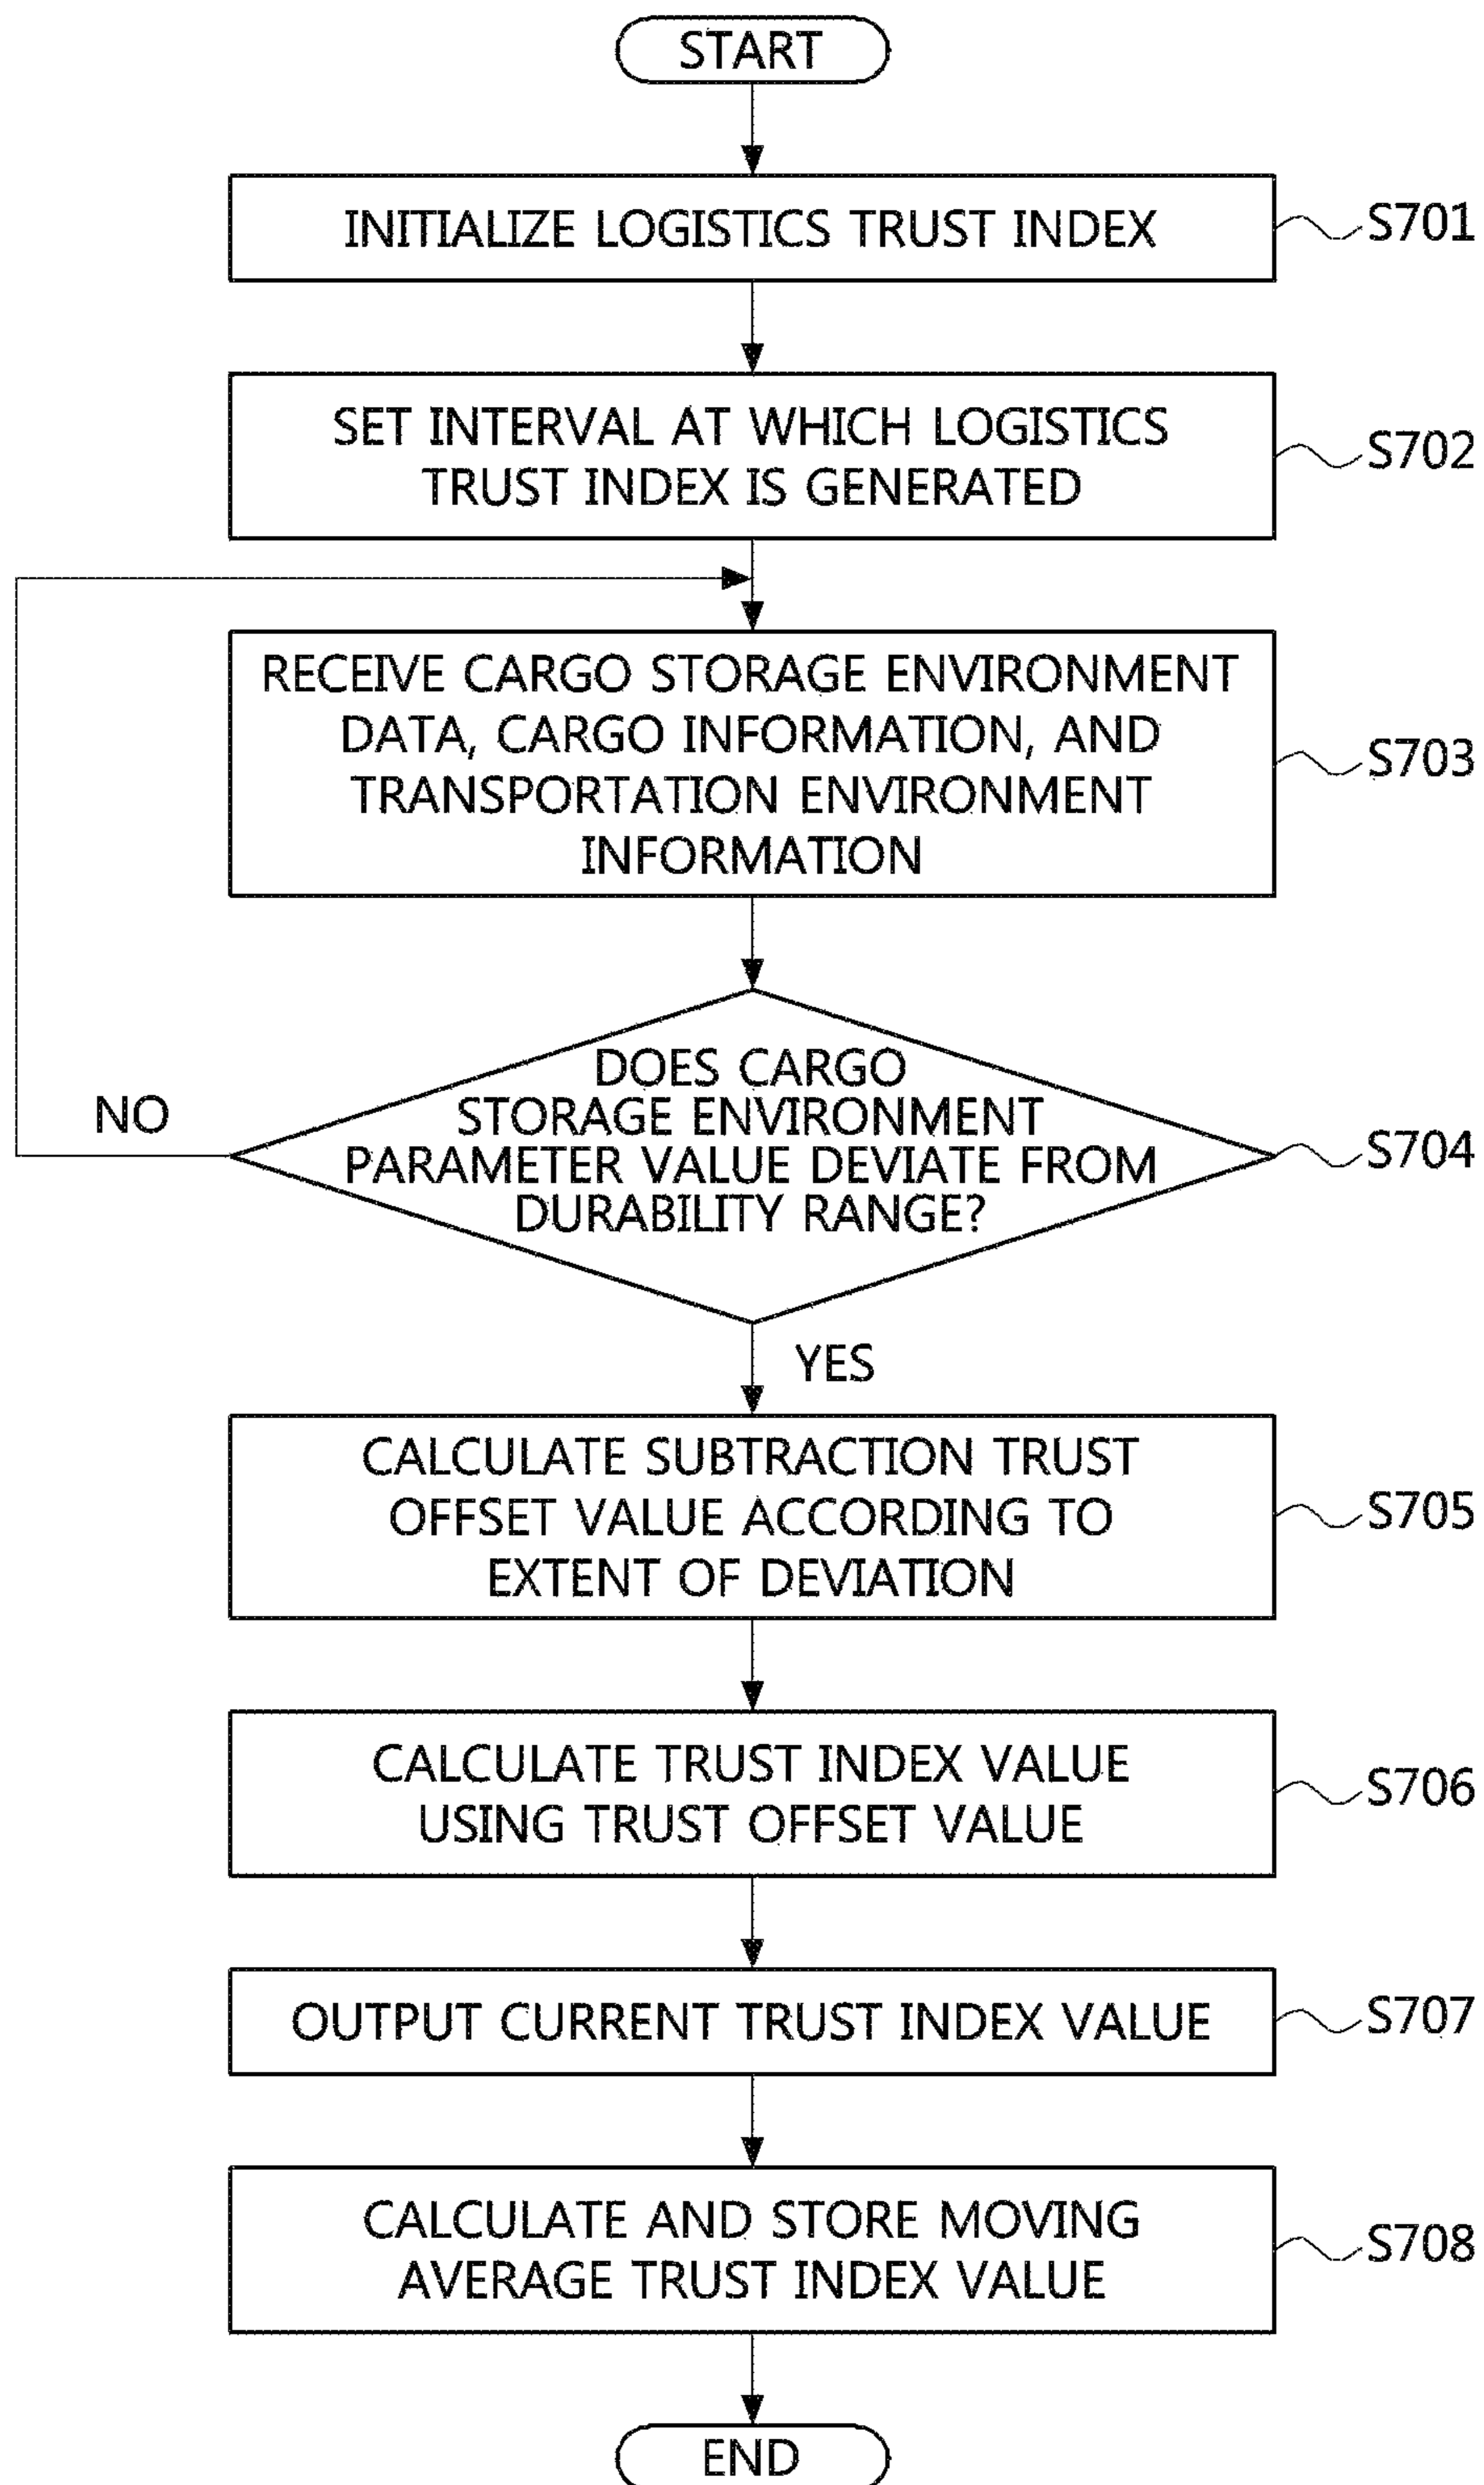 START
INITIALIZE LOGISTICS TRUST INDEX
S701
SET INTERVAL AT WHICH LOGISTICS
TRUST INDEX IS GENERATED
S702
RECEIVE CARGO STORAGE ENVIRONMENT
DATA, CARGO INFORMATION, AND
TRANSPORTATION ENVIRONMENT
INFORMATION
S703
DOES CARGO
STORAGE ENVIRONMENT
PARAMETER VALUE DEVIATE FROM
DURABILITY RANGE?
S704
NO
YES
CALCULATE SUBTRACTION TRUST
OFFSET VALUE ACCORDING TO
EXTENT OF DEVIATION
S705
CALCULATE TRUST INDEX VALUE
USING TRUST OFFSET VALUE
S706
OUTPUT CURRENT TRUST INDEX VALUE
S707
CALCULATE AND STORE MOVING
AVERAGE TRUST INDEX VALUE
S708
END